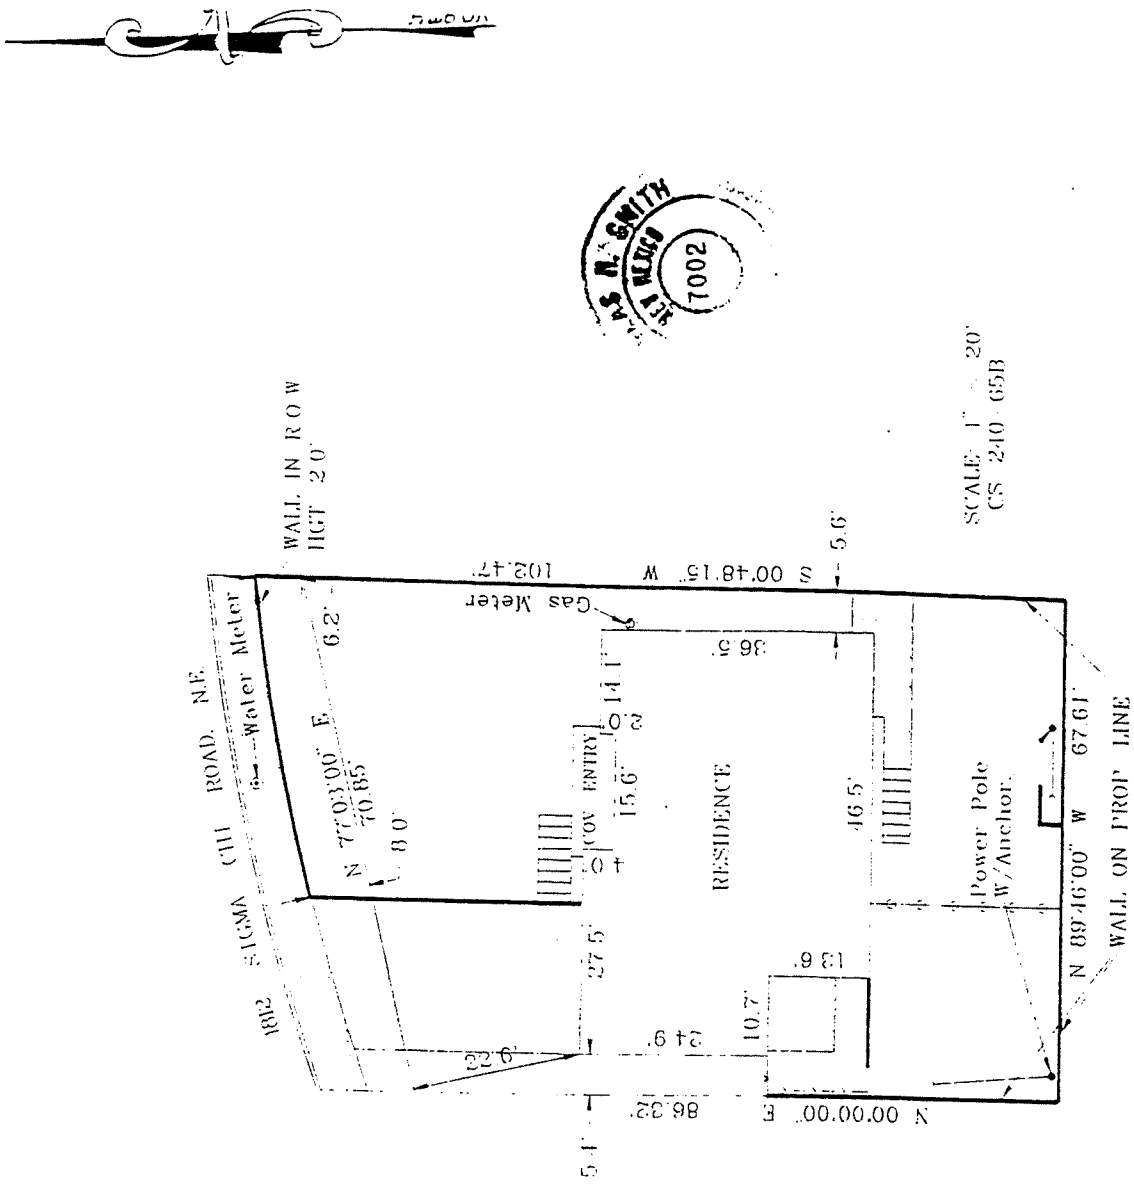 SMITH
NEW MEXICO
7002
WALL IN R O W
HGT 2.0'
SCALE: 1" = 20'
CS 240-65B
1812 SIGMA CHI ROAD, N.E.
Water Meter
N 77°03'00" E
70.85'
6.2'
8.0'
S 00°48'15" W
102.47'
Gas Meter
5.6'
36.5'
14.1'
2.0'
COV ENTRY
15.6'
4.0'
RESIDENCE
46.5'
27.5'
22.9'
24.9'
10.7'
13.6'
Power Pole
W/Anchor
N 89°46'00" W 67.61'
WALL ON PROP LINE
N 00°00'00" E
86.32'